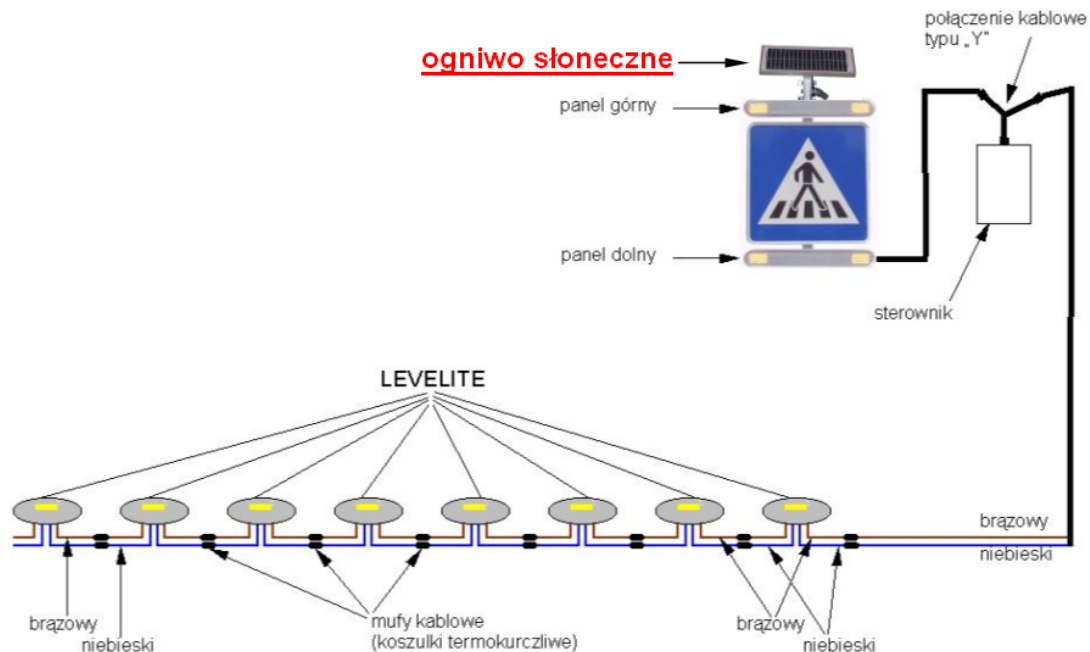 połączenie kablowe
typu „Y"
ogniwo słoneczne
panel górny
panel dolny
sterownik
LEVELITE
brązowy
niebieski
brązowy
niebieski
mufy kablowe
(koszulki termokurczliwe)
brązowy
niebieski